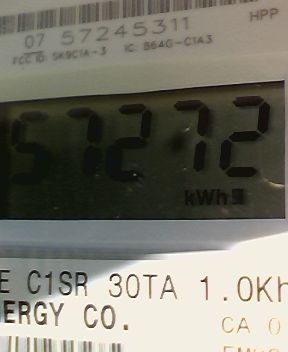 07 57245311 HPP
FCC ID: SK9C1A-3 IC: 864G-C1A3
57272
kWh
E C1SR 30TA 1.0Kh
ERGY CO.
CA 0